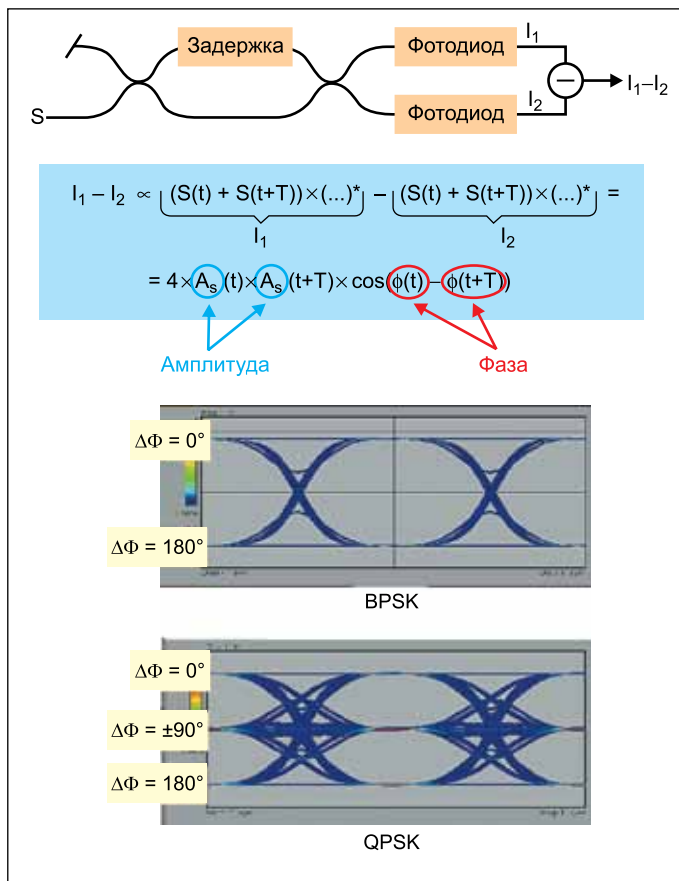 Задержка
Фотодиод
I₁
S
Фотодиод
I₂
−
I₁–I₂
I₁ – I₂ ∝ (S(t) + S(t+T))×(...)* – (S(t) + S(t+T))×(...)* =
I₁
I₂
= 4×Aₛ(t)×Aₛ(t+T)×cos(ϕ(t)–ϕ(t+T))
Амплитуда
Фаза
ΔΦ = 0°
ΔΦ = 180°
BPSK
ΔΦ = 0°
ΔΦ = ±90°
ΔΦ = 180°
QPSK